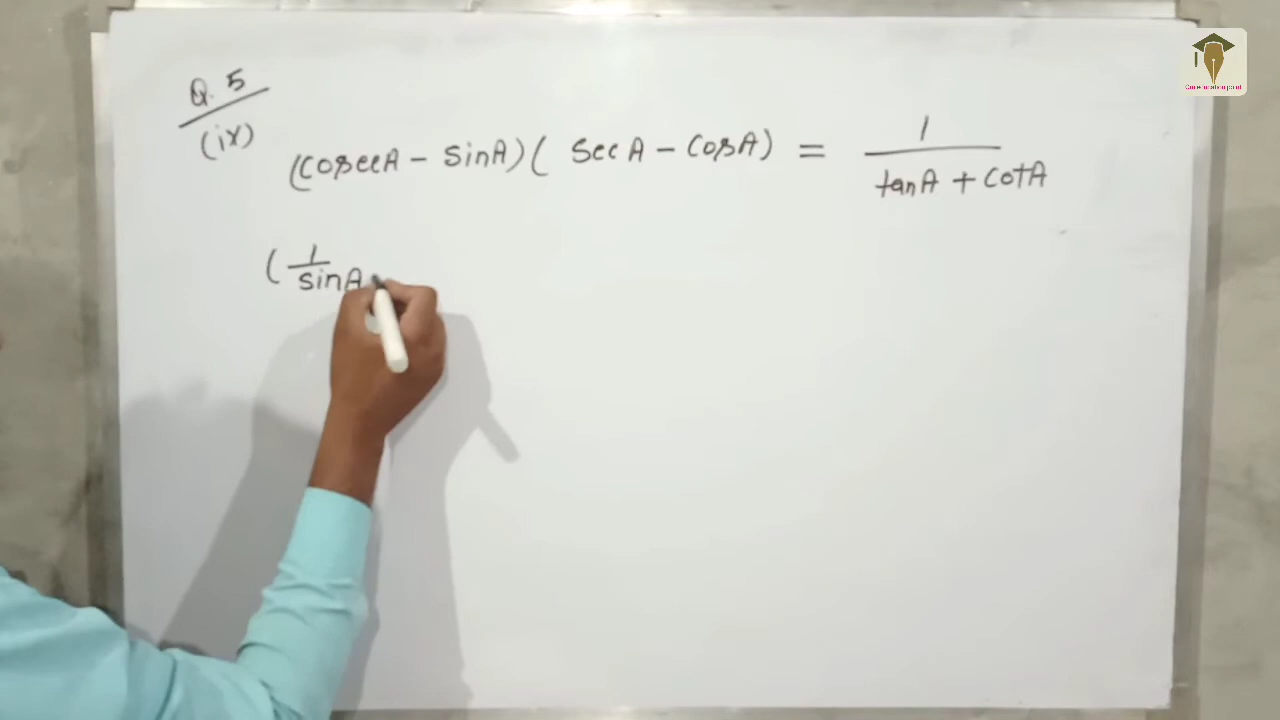 Q. 5
(ix)
(CosecA - sinA)( secA - CosA) = 1 / tanA + CotA
( 1 / sinA